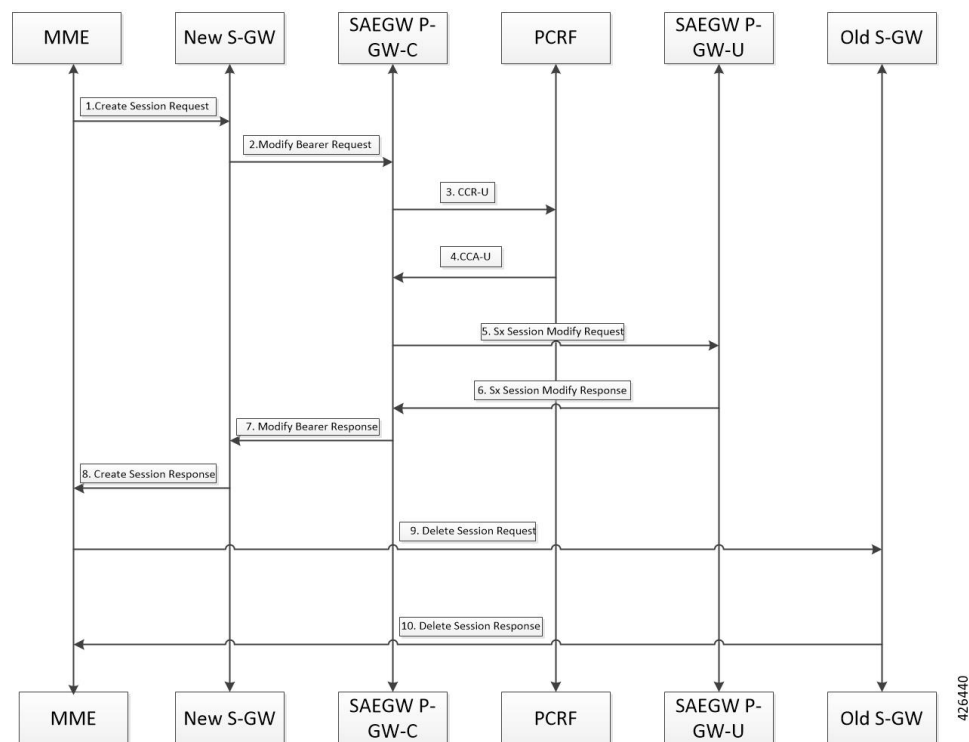 MME
New S-GW
SAEGW P-
GW-C
PCRF
SAEGW P-
GW-U
Old S-GW
1.Create Session Request
2.Modify Bearer Request
3. CCR-U
4.CCA-U
5. Sx Session Modify Request
6. Sx Session Modify Response
7. Modify Bearer Response
8. Create Session Response
9. Delete Session Request
10. Delete Session Response
MME
New S-GW
SAEGW P-
GW-C
PCRF
SAEGW P-
GW-U
Old S-GW
426440